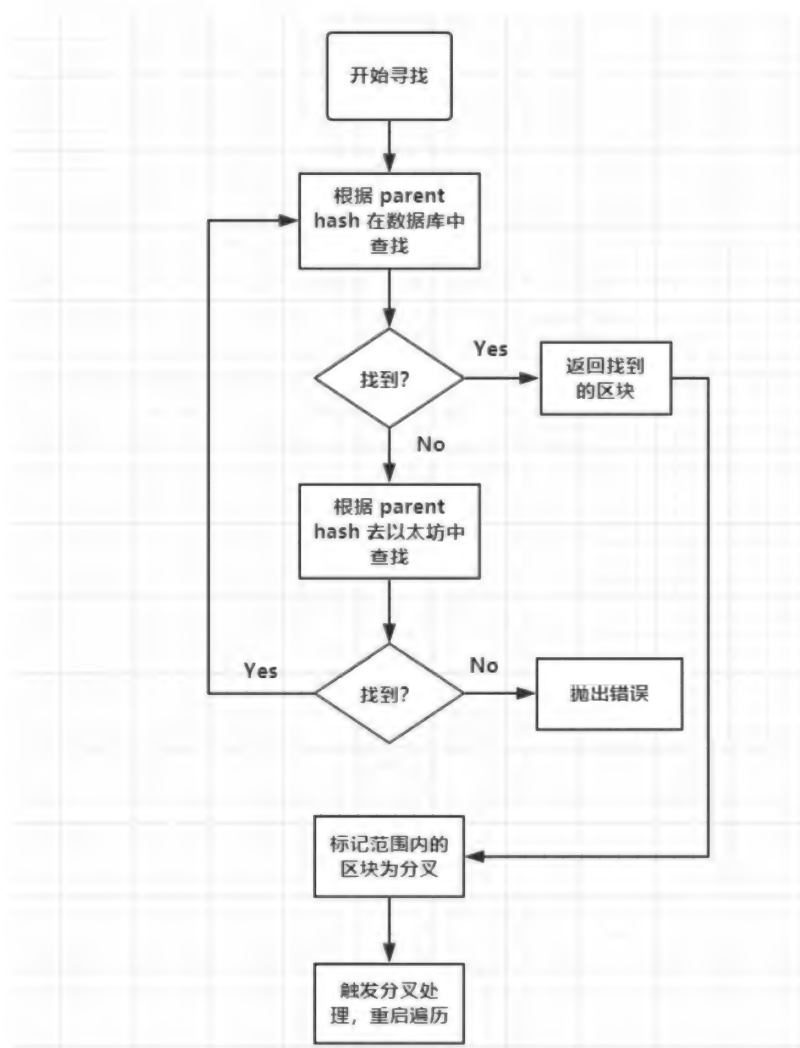 开始寻找
根据 parent
hash 在数据库中
查找
找到？
Yes
返回找到
的区块
No
根据 parent
hash 去以太坊中
查找
Yes
找到？
No
抛出错误
标记范围内的
区块为分叉
触发分叉处
理，重启遍历